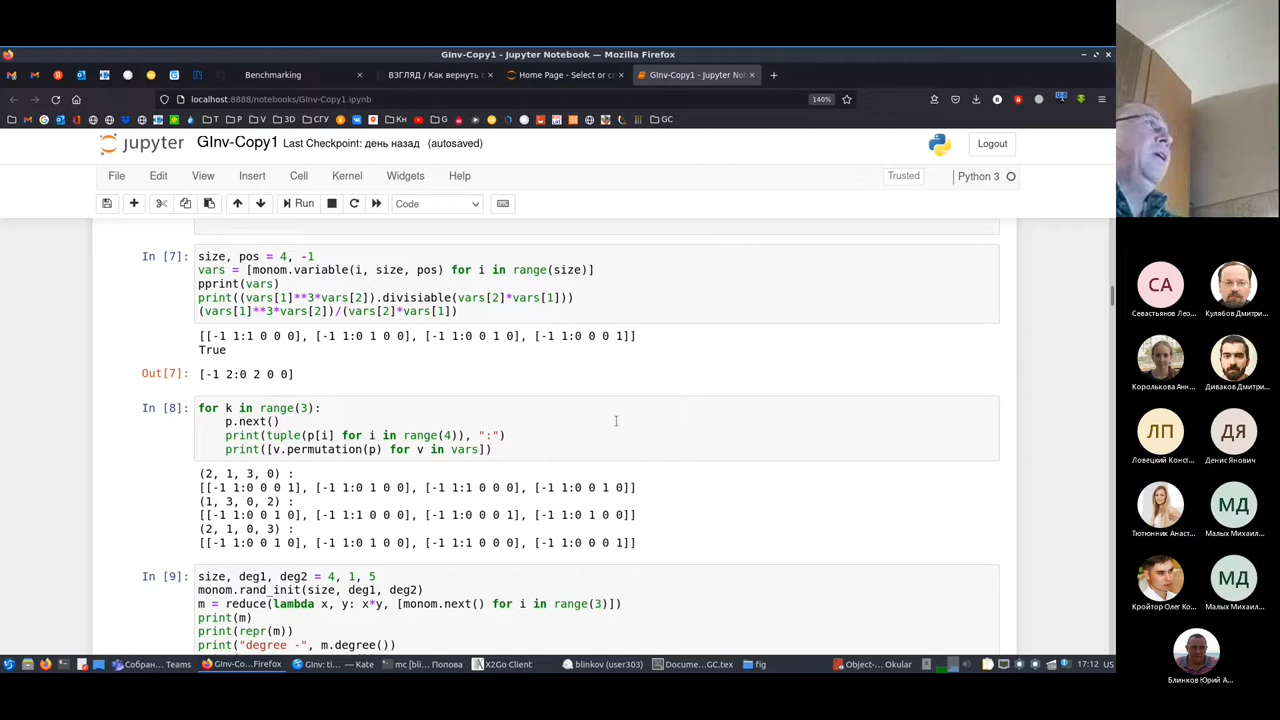 GInv-Copy1 - Jupyter Notebook — Mozilla Firefox
Benchmarking
ВЗГЛЯД / Как вернуть с
Home Page - Select or cr
GInv-Copy1 - Jupyter Not
localhost:8888/notebooks/GInv-Copy1.ipynb
140%
T
P
V
3D
СГУ
Кн
G
GC
jupyter
GInv-Copy1 Last Checkpoint: день назад (autosaved)
Logout
File Edit View Insert Cell Kernel Widgets Help
Trusted
Python 3
Run
Code
In [7]:
size, pos = 4, -1
vars = [monom.variable(i, size, pos) for i in range(size)]
pprint(vars)
print((vars[1]**3*vars[2]).divisiable(vars[2]*vars[1]))
(vars[1]**3*vars[2])/(vars[2]*vars[1])
[[-1 1:1 0 0 0], [-1 1:0 1 0 0], [-1 1:0 0 1 0], [-1 1:0 0 0 1]]
True
Out[7]: [-1 2:0 2 0 0]
In [8]:
for k in range(3):
p.next()
print(tuple(p[i] for i in range(4)), ":")
print([v.permutation(p) for v in vars])
(2, 1, 3, 0) :
[[-1 1:0 0 0 1], [-1 1:0 1 0 0], [-1 1:1 0 0 0], [-1 1:0 0 1 0]]
(1, 3, 0, 2) :
[[-1 1:0 0 1 0], [-1 1:1 0 0 0], [-1 1:0 0 0 1], [-1 1:0 1 0 0]]
(2, 1, 0, 3) :
[[-1 1:0 0 1 0], [-1 1:0 1 0 0], [-1 1:1 0 0 0], [-1 1:0 0 0 1]]
In [9]:
size, deg1, deg2 = 4, 1, 5
monom.rand_init(size, deg1, deg2)
m = reduce(lambda x, y: x*y, [monom.next() for i in range(3)])
print(m)
print(repr(m))
print("degree -", m.degree())
Собран... Teams
GInv-Co...Firefox
GInv: ti... — Kate
mc [bli... Попова
X2Go Client
blinkov (user303)
Docume...GC.tex
fig
Object-... Okular
17:12
US
СА
Севастьянов Лео...
Кулябов Дмитри...
Королькова Анн...
Диваков Дмитри...
ЛП
Ловецкий Конст...
ДЯ
Денис Янович
Тютюнник Анаст...
МД
Малых Михаил...
Кройтор Олег Ко...
МД
Малых Михаил...
Блинков Юрий А...